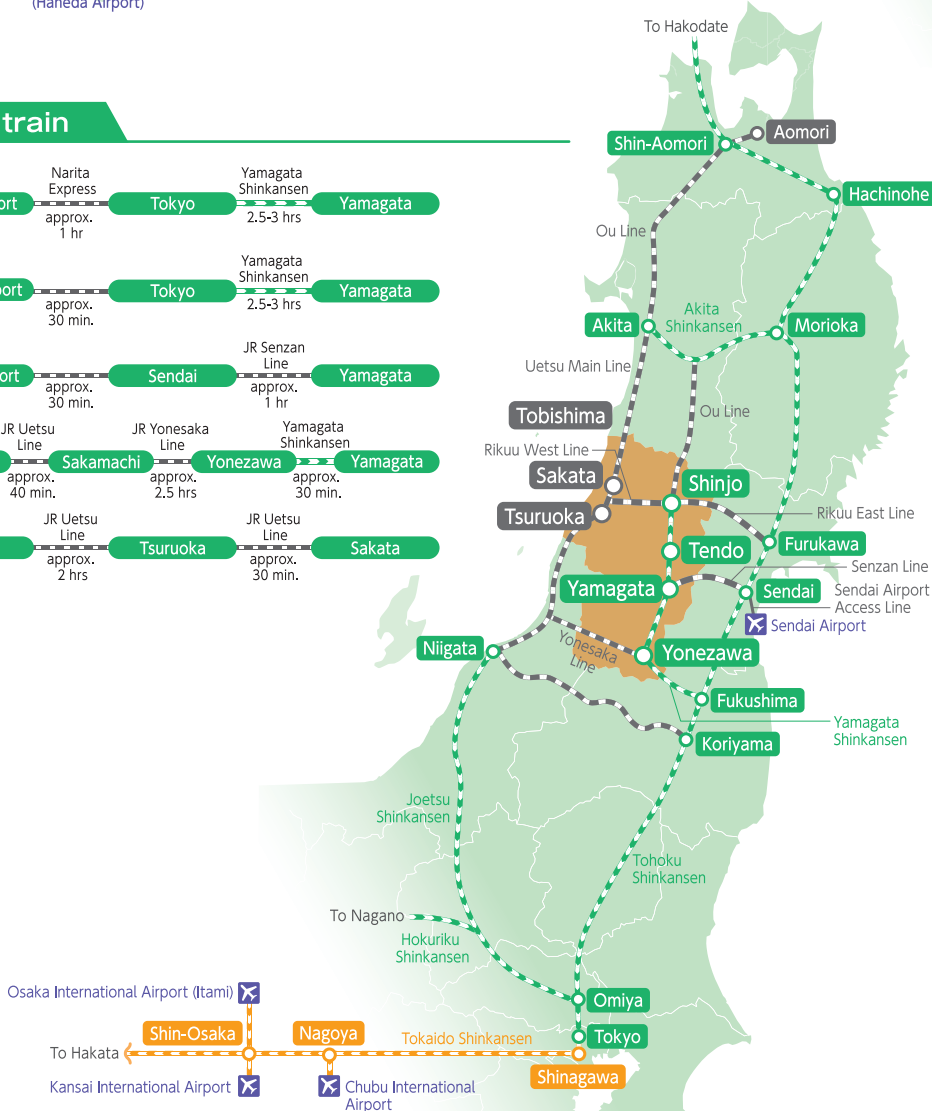 (Haneda Airport)
train
ort
Narita
Express
approx.
1 hr
Tokyo
Yamagata
Shinkansen
2.5-3 hrs
Yamagata
port
approx.
30 min.
Tokyo
Yamagata
Shinkansen
2.5-3 hrs
Yamagata
ort
approx.
30 min.
Sendai
JR Senzan
Line
approx.
1 hr
Yamagata
JR Uetsu
Line
approx.
40 min.
Sakamachi
JR Yonesaka
Line
approx.
2,5 hrs
Yonezawa
Yamagata
Shinkansen
approx.
30 min.
Yamagata
JR Uetsu
Line
approx.
2 hrs
Tsuruoka
JR Uetsu
Line
approx.
30 min.
Sakata
To Hakodate
Aomori
Shin-Aomori
Hachinohe
Ou Line
Akita
Akita
Shinkansen
Morioka
Uetsu Main Line
Ou Line
Tobishima
Rikuu West Line
Sakata
Shinjo
Tsuruoka
Rikuu East Line
Furukawa
Tendo
Senzan Line
Yamagata
Sendai
Sendai Airport
Access Line
Sendai Airport
Niigata
Yonesaka
Line
Yonezawa
Fukushima
Yamagata
Shinkansen
Koriyama
Joetsu
Shinkansen
Tohoku
Shinkansen
To Nagano
Hokuriku
Shinkansen
Omiya
Tokyo
Osaka International Airport (Itami)
Shin-Osaka
Nagoya
Tokaido Shinkansen
To Hakata
Shinagawa
Kansai International Airport
Chubu International
Airport